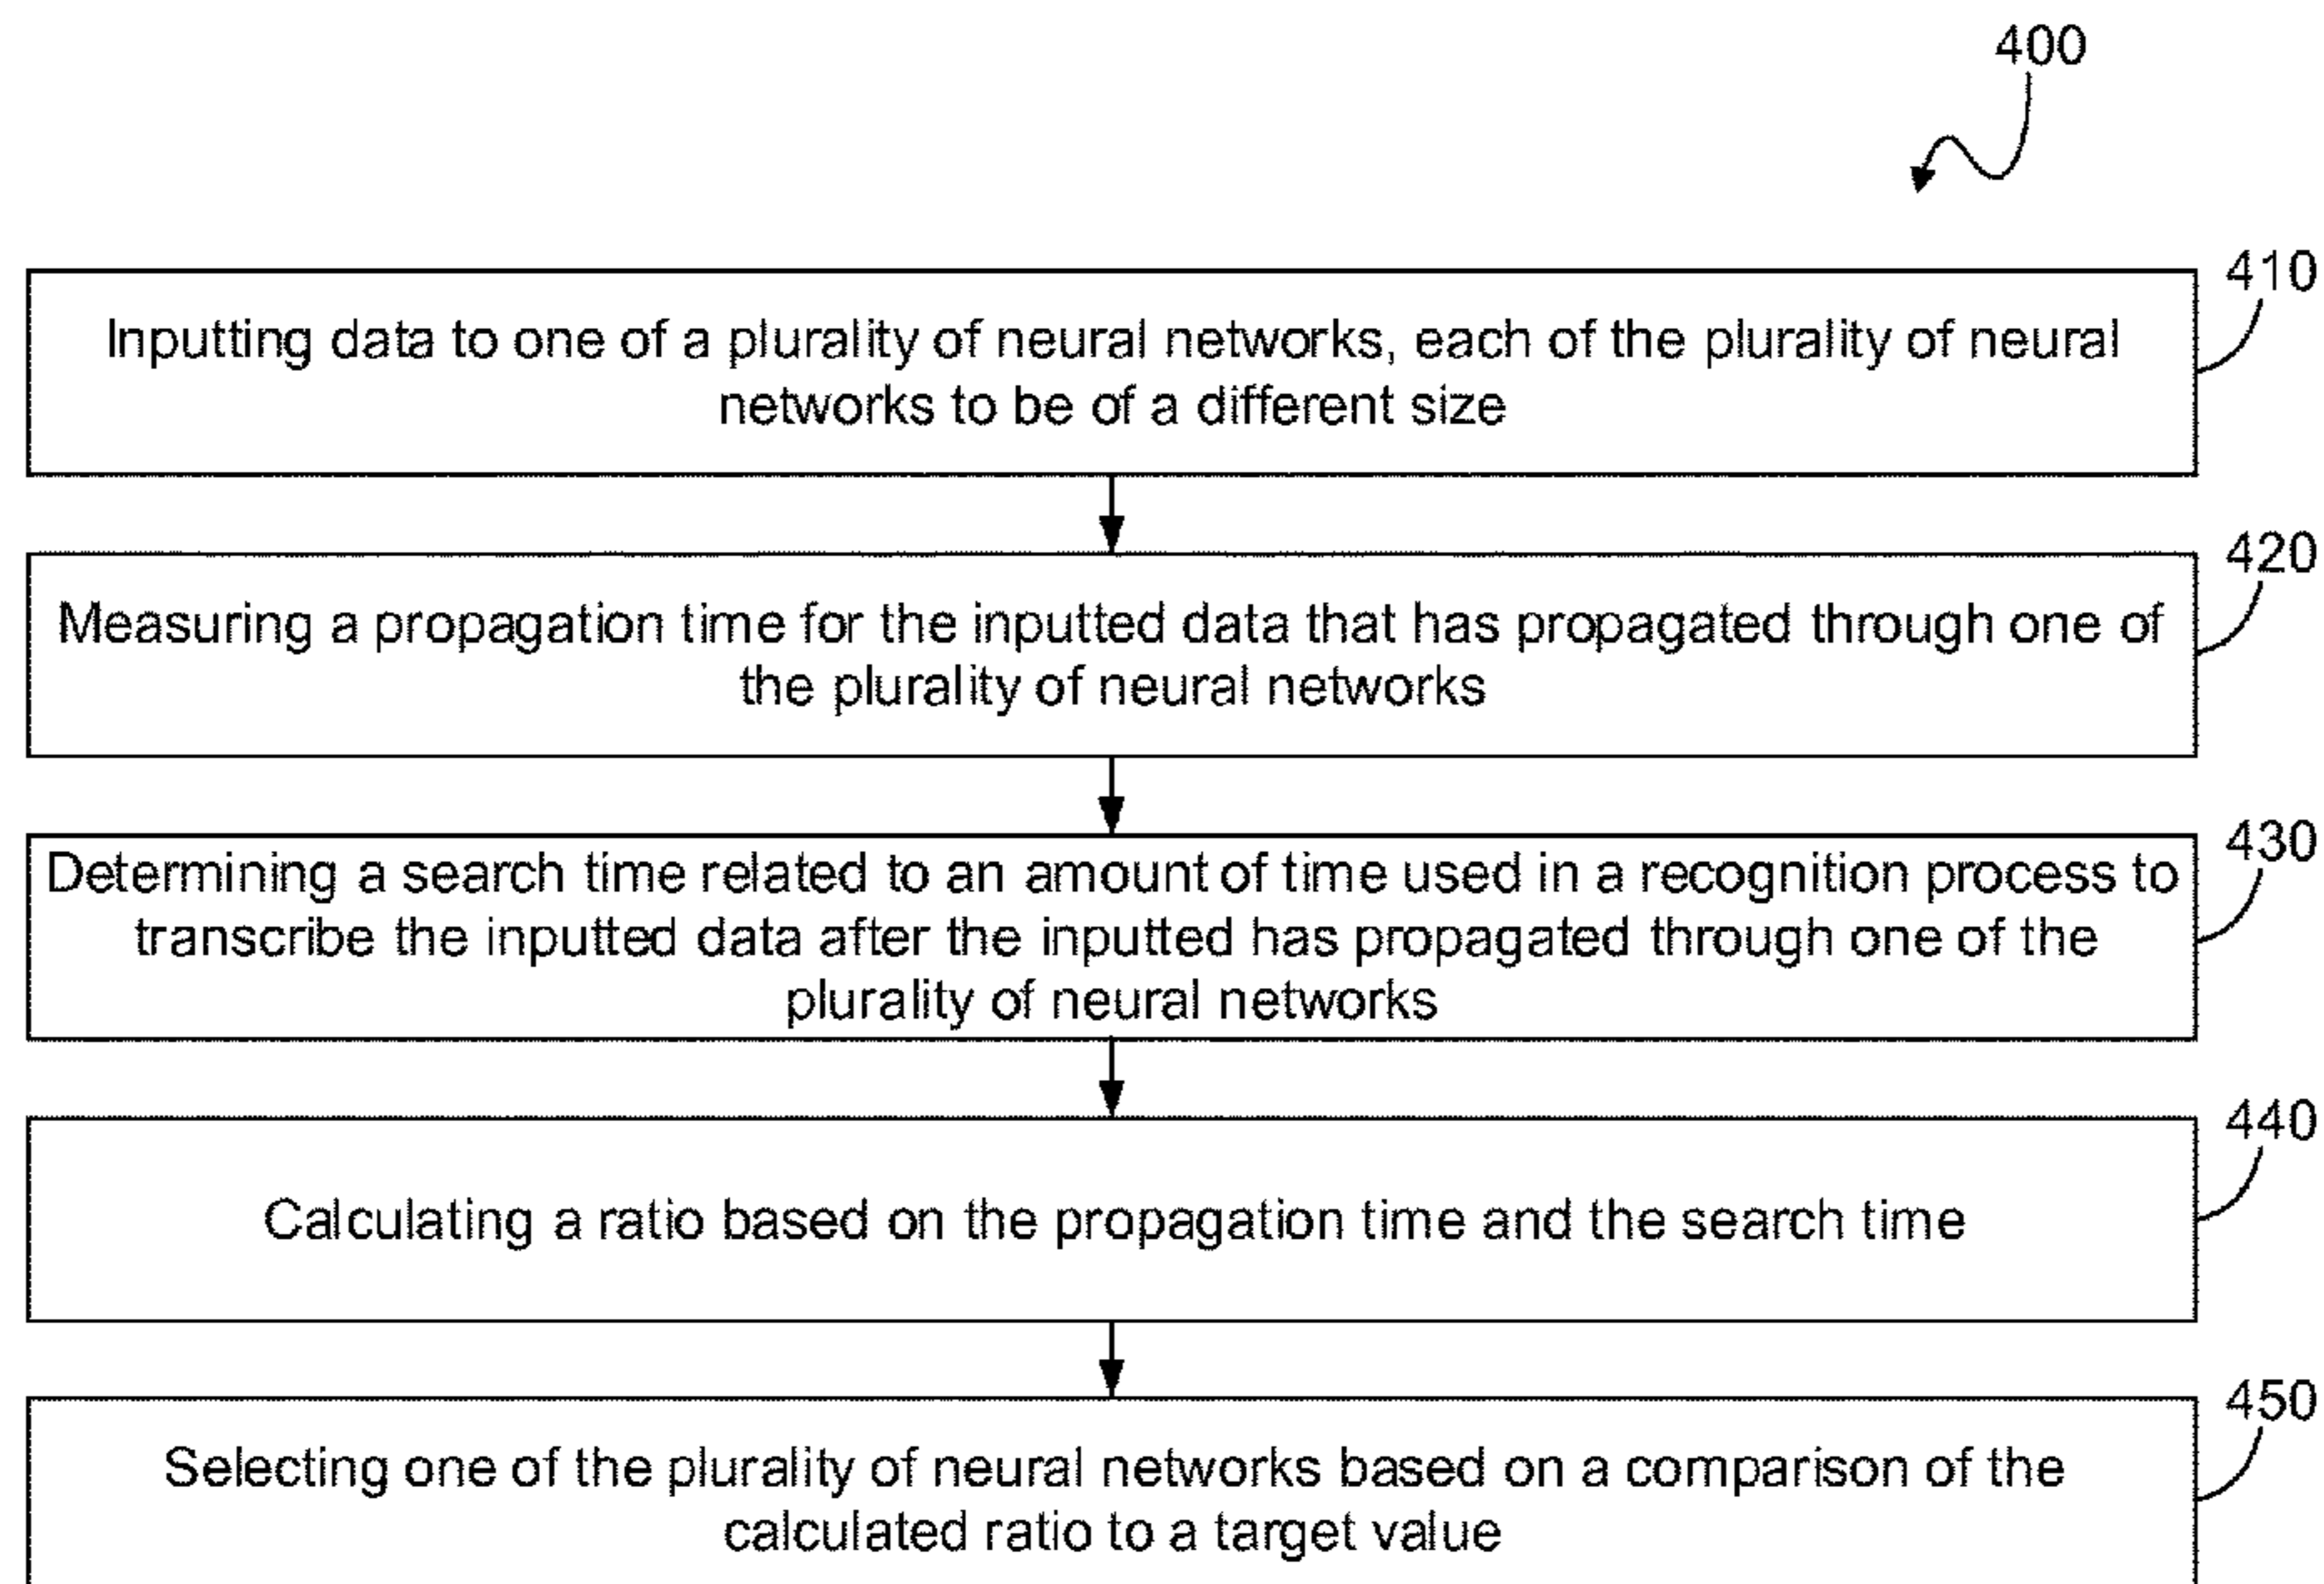 400
410
Inputting data to one of a plurality of neural networks, each of the plurality of neural
networks to be of a different size
420
Measuring a propagation time for the inputted data that has propagated through one of
the plurality of neural networks
430
Determining a search time related to an amount of time used in a recognition process to
transcribe the inputted data after the inputted has propagated through one of the
plurality of neural networks
440
Calculating a ratio based on the propagation time and the search time
450
Selecting one of the plurality of neural networks based on a comparison of the
calculated ratio to a target value